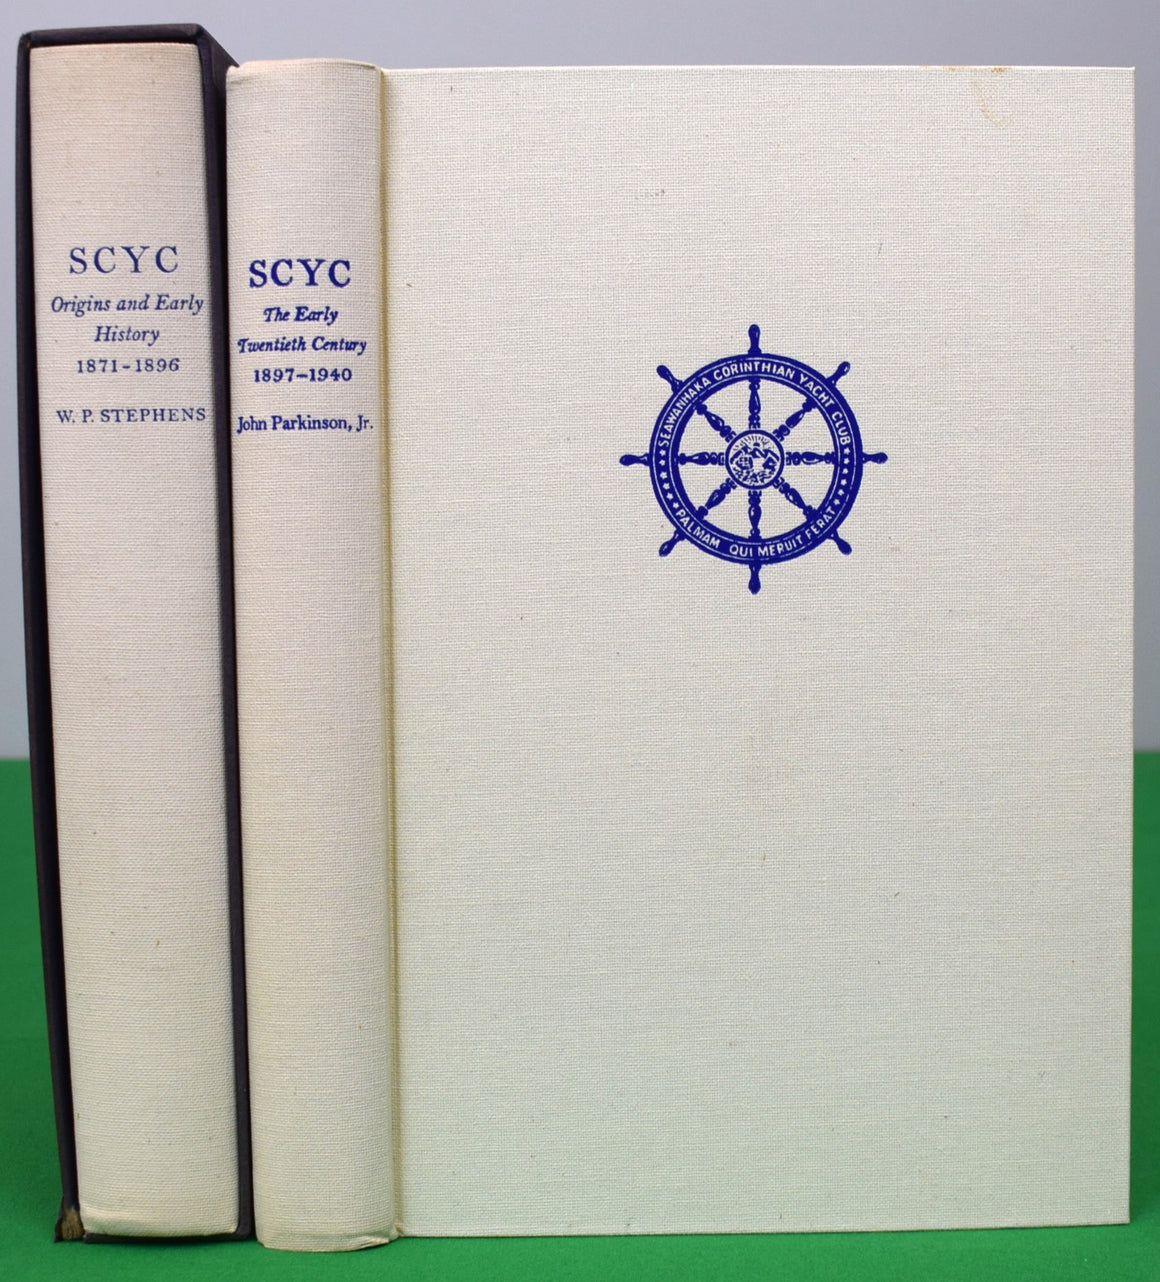 SCYC
Origins and Early
History
1871-1896
W. P. STEPHENS
SCYC
The Early
Twentieth Century
1897-1940
John Parkinson, Jr.
SEAWANHAKA CORINTHIAN YACHT CLUB
PALMAM QUI MERUIT FERAT